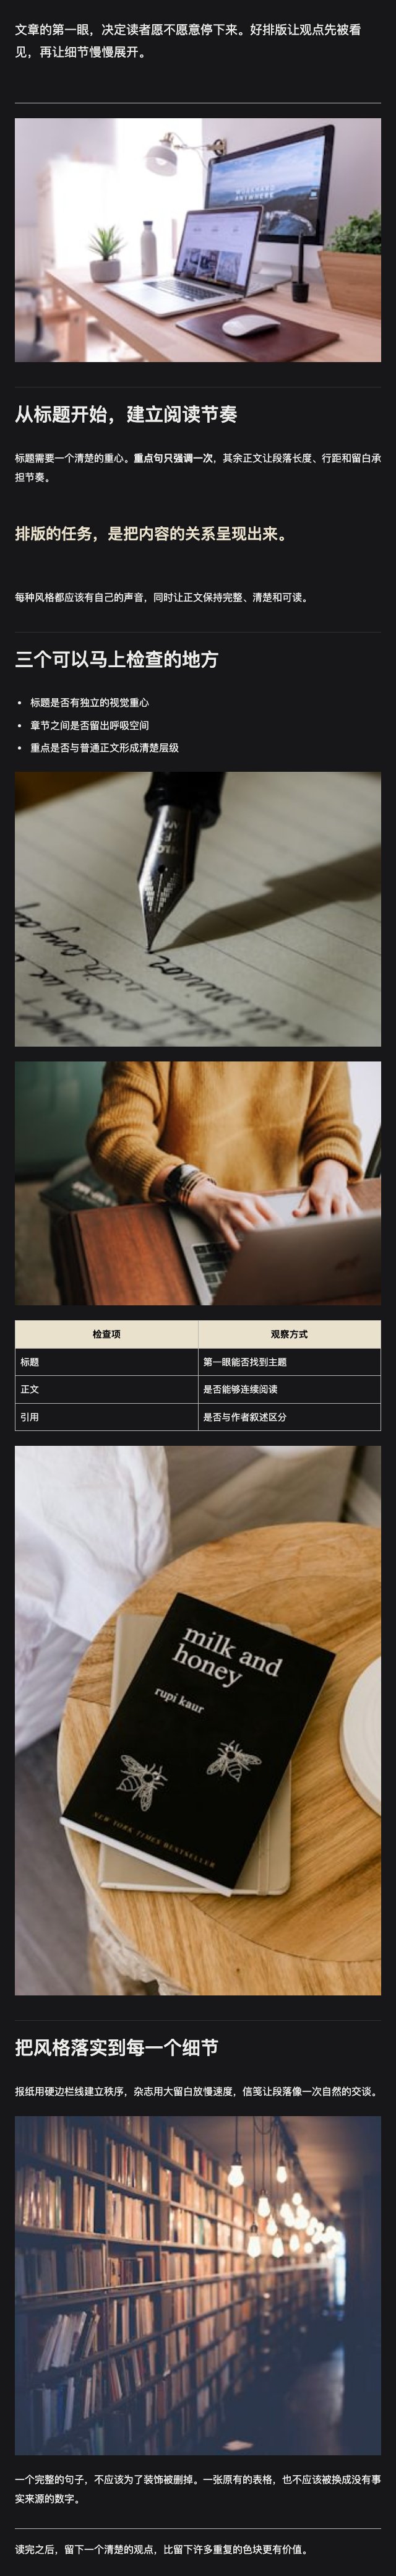 文章的第一眼，决定读者愿不愿意停下来。好排版让观点先被看
见，再让细节慢慢展开。
从标题开始，建立阅读节奏
标题需要一个清楚的重心。重点句只强调一次，其余正文让段落长度、行距和留白承
担节奏。
排版的任务，是把内容的关系呈现出来。
每种风格都应该有自己的声音，同时让正文保持完整、清楚和可读。
三个可以马上检查的地方
• 标题是否有独立的视觉重心
• 章节之间是否留出呼吸空间
• 重点是否与普通正文形成清楚层级
检查项 观察方式
标题 第一眼能否找到主题
正文 是否能够连续阅读
引用 是否与作者叙述区分
milk and
honey
rupi kaur
NEW YORK TIMES BESTSELLER
把风格落实到每一个细节
报纸用硬边栏线建立秩序，杂志用大留白放慢速度，信笺让段落像一次自然的交谈。
一个完整的句子，不应该为了装饰被删掉。一张原有的表格，也不应该被换成没有事
实来源的数字。
读完之后，留下一个清楚的观点，比留下许多重复的色块更有价值。